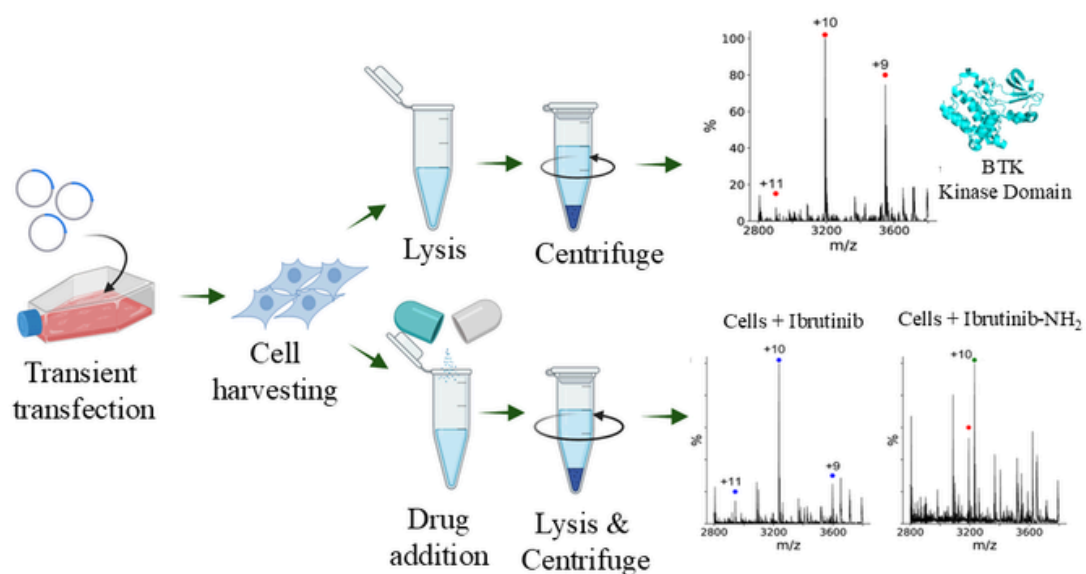 Transient
transfection
Cell
harvesting
Lysis
Centrifuge
%
100
80
60
40
20
0
+11
+10
+9
2800
3200
3600
m/z
BTK
Kinase Domain
Drug
addition
Lysis &
Centrifuge
Cells + Ibrutinib
%
+11
+10
+9
2800
3200
3600
m/z
Cells + Ibrutinib-NH₂
%
+10
2800
3200
3600
m/z